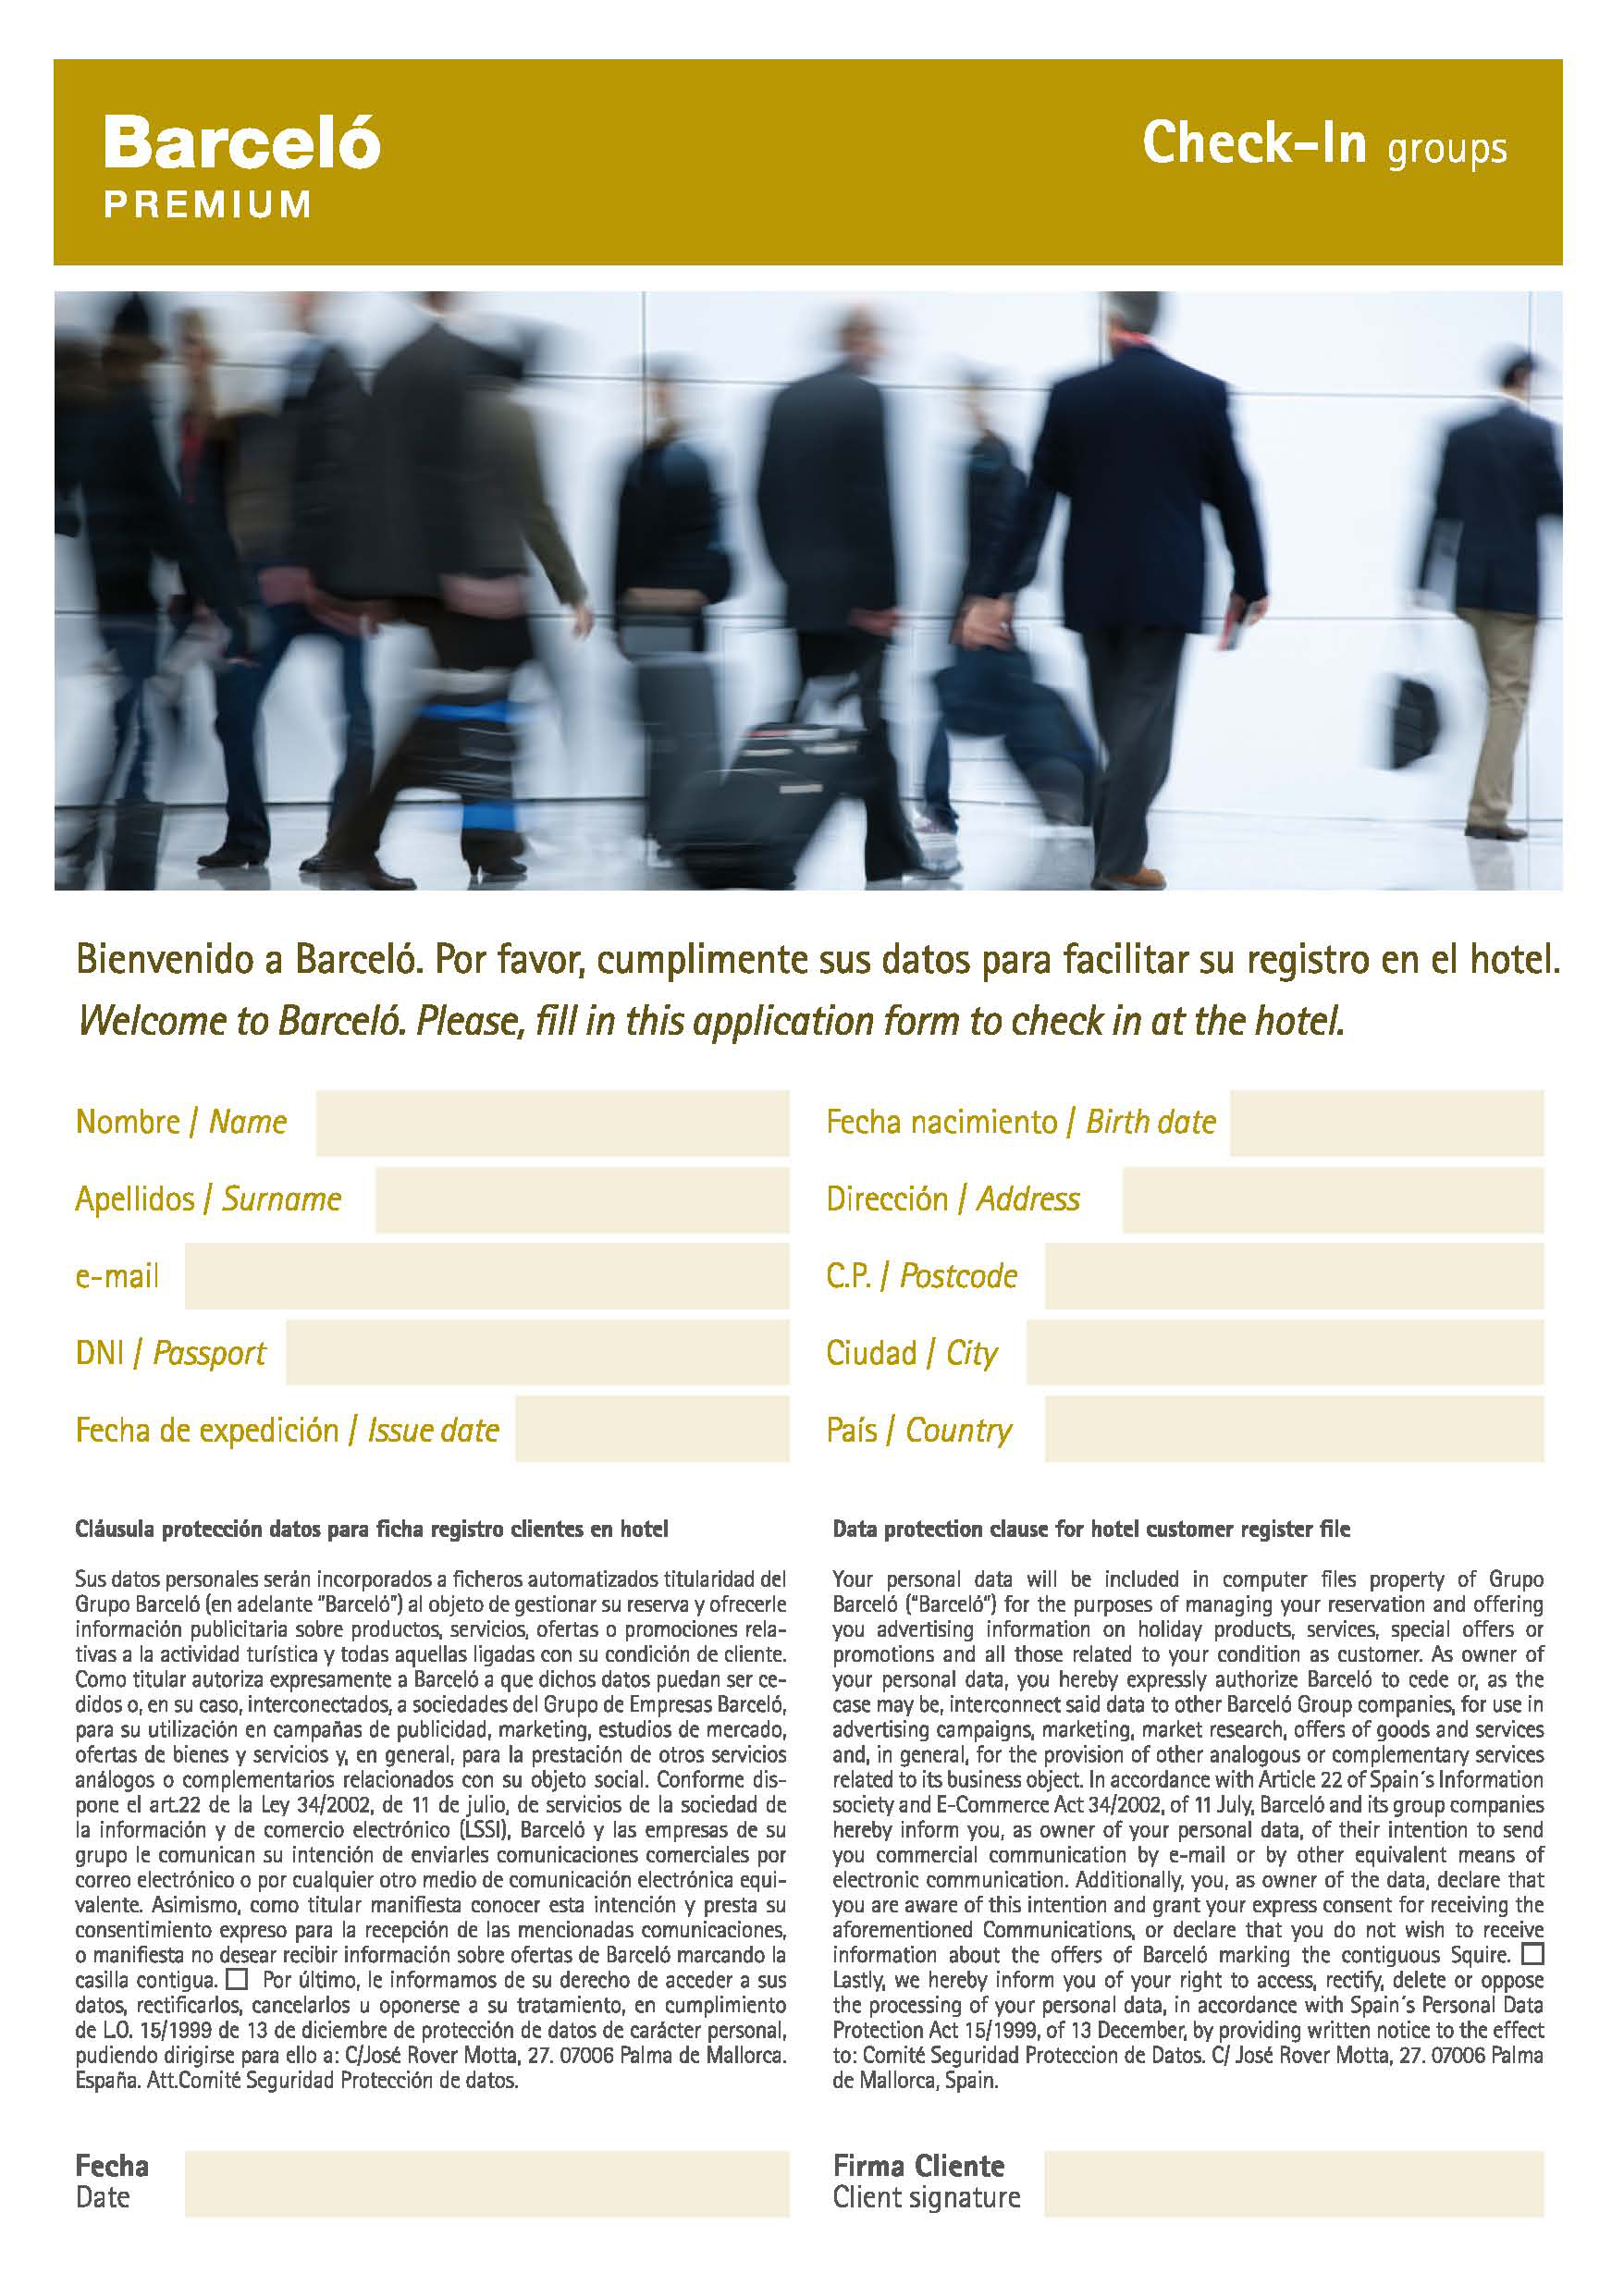 Barceló
PREMIUM
Check-In groups
Bienvenido a Barceló. Por favor, cumplimente sus datos para facilitar su registro en el hotel.
Welcome to Barceló. Please, fill in this application form to check in at the hotel.
Nombre / Name
Apellidos / Surname
e-mail
DNI / Passport
Fecha de expedición / Issue date
Fecha nacimiento / Birth date
Dirección / Address
C.P. / Postcode
Ciudad / City
País / Country
Cláusula protección datos para ficha registro clientes en hotel
Sus datos personales serán incorporados a ficheros automatizados titularidad del
Grupo Barceló (en adelante "Barceló") al objeto de gestionar su reserva y ofrecerle
información publicitaria sobre productos, servicios, ofertas o promociones rela-
tivas a la actividad turística y todas aquellas ligadas con su condición de cliente.
Como titular autoriza expresamente a Barceló a que dichos datos puedan ser ce-
didos o, en su caso, interconectados, a sociedades del Grupo de Empresas Barceló,
para su utilización en campañas de publicidad, marketing, estudios de mercado,
ofertas de bienes y servicios y, en general, para la prestación de otros servicios
análogos o complementarios relacionados con su objeto social. Conforme dis-
pone el art.22 de la Ley 34/2002, de 11 de julio, de servicios de la sociedad de
la información y de comercio electrónico (LSSI), Barceló y las empresas de su
grupo le comunican su intención de enviarles comunicaciones comerciales por
correo electrónico o por cualquier otro medio de comunicación electrónica equi-
valente. Asimismo, como titular manifiesta conocer esta intención y presta su
consentimiento expreso para la recepción de las mencionadas comunicaciones,
o manifiesta no desear recibir información sobre ofertas de Barceló marcando la
casilla contigua. Por último, le informamos de su derecho de acceder a sus
datos, rectificarlos, cancelarlos u oponerse a su tratamiento, en cumplimiento
de L.O. 15/1999 de 13 de diciembre de protección de datos de carácter personal,
pudiendo dirigirse para ello a: C/José Rover Motta, 27. 07006 Palma de Mallorca.
España. Att.Comité Seguridad Protección de datos.
Data protection clause for hotel customer register file
Your personal data will be included in computer files property of Grupo
Barceló ("Barceló") for the purposes of managing your reservation and offering
you advertising information on holiday products, services, special offers or
promotions and all those related to your condition as customer. As owner of
your personal data, you hereby expressly authorize Barceló to cede or, as the
case may be, interconnect said data to other Barceló Group companies, for use in
advertising campaigns, marketing, market research, offers of goods and services
and, in general, for the provision of other analogous or complementary services
related to its business object. In accordance with Article 22 of Spain´s Information
society and E-Commerce Act 34/2002, of 11 July, Barceló and its group companies
hereby inform you, as owner of your personal data, of their intention to send
you commercial communication by e-mail or by other equivalent means of
electronic communication. Additionally, you, as owner of the data, declare that
you are aware of this intention and grant your express consent for receiving the
aforementioned Communications, or declare that you do not wish to receive
information about the offers of Barceló marking the contiguous Squire.
Lastly, we hereby inform you of your right to access, rectify, delete or oppose
the processing of your personal data, in accordance with Spain´s Personal Data
Protection Act 15/1999, of 13 December, by providing written notice to the effect
to: Comité Seguridad Proteccion de Datos. C/ José Rover Motta, 27. 07006 Palma
de Mallorca, Spain.
Fecha
Date
Firma Cliente
Client signature